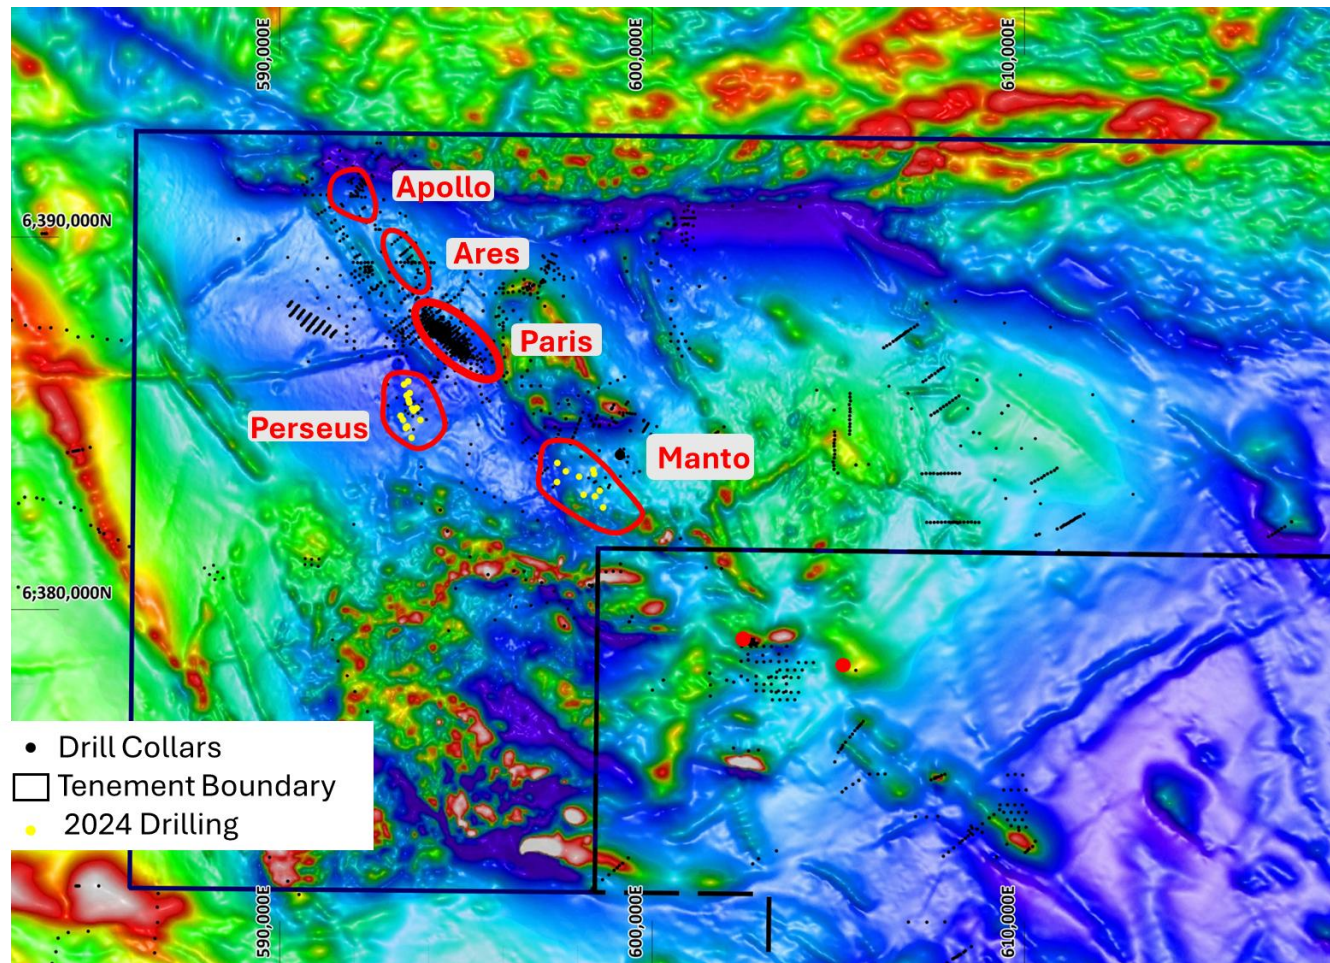 590,000E
600,000E
610,000E
Apollo
6,390,000N
Ares
Paris
Perseus
Manto
6,380,000N
Drill Collars
Tenement Boundary
2024 Drilling
590,000E
600,000E
610,000E